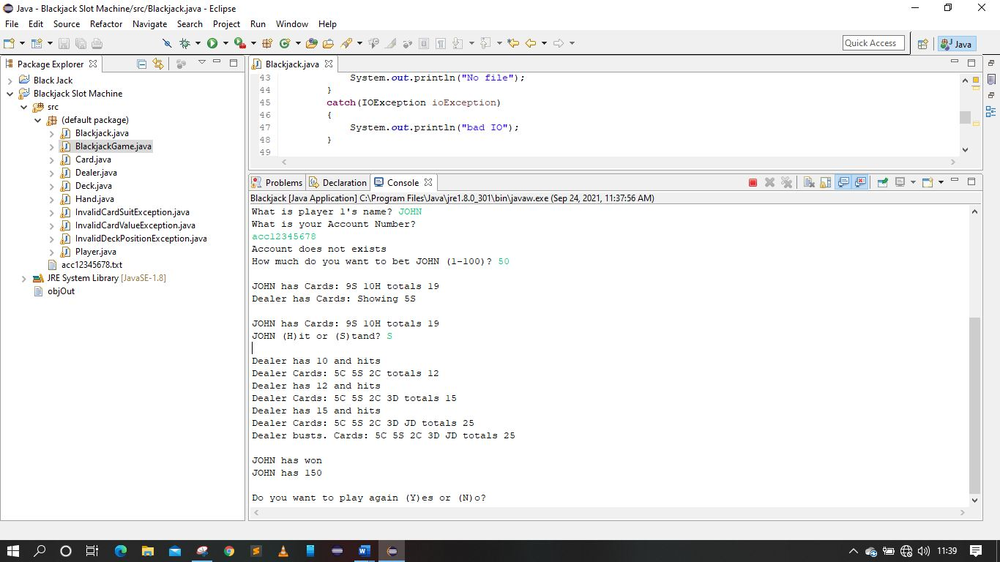 Java - Blackjack Slot Machine/src/Blackjack.java - Eclipse
File Edit Source Refactor Navigate Search Project Run Window Help
Quick Access
Java
Package Explorer
Black Jack
Blackjack Slot Machine
src
(default package)
Blackjack.java
BlackjackGame.java
Card.java
Dealer.java
Deck.java
Hand.java
InvalidCardSuitException.java
InvalidCardValueException.java
InvalidDeckPositionException.java
Player.java
acc12345678.txt
JRE System Library [JavaSE-1.8]
objOut
Blackjack.java
43 System.out.println("No file");
44 }
45 catch(IOException ioException)
46 {
47 System.out.println("bad IO");
48 }
49
Problems Declaration Console
Blackjack [Java Application] C:\Program Files\Java\jre1.8.0_301\bin\javaw.exe (Sep 24, 2021, 11:37:56 AM)
What is player 1's name? JOHN
What is your Account Number?
acc12345678
Account does not exists
How much do you want to bet JOHN (1-100)? 50
JOHN has Cards: 9S 10H totals 19
Dealer has Cards: Showing 5S
JOHN has Cards: 9S 10H totals 19
JOHN (H)it or (S)tand? S
Dealer has 10 and hits
Dealer Cards: 5C 5S 2C totals 12
Dealer has 12 and hits
Dealer Cards: 5C 5S 2C 3D totals 15
Dealer has 15 and hits
Dealer Cards: 5C 5S 2C 3D JD totals 25
Dealer busts. Cards: 5C 5S 2C 3D JD totals 25
JOHN has won
JOHN has 150
Do you want to play again (Y)es or (N)o?
11:39